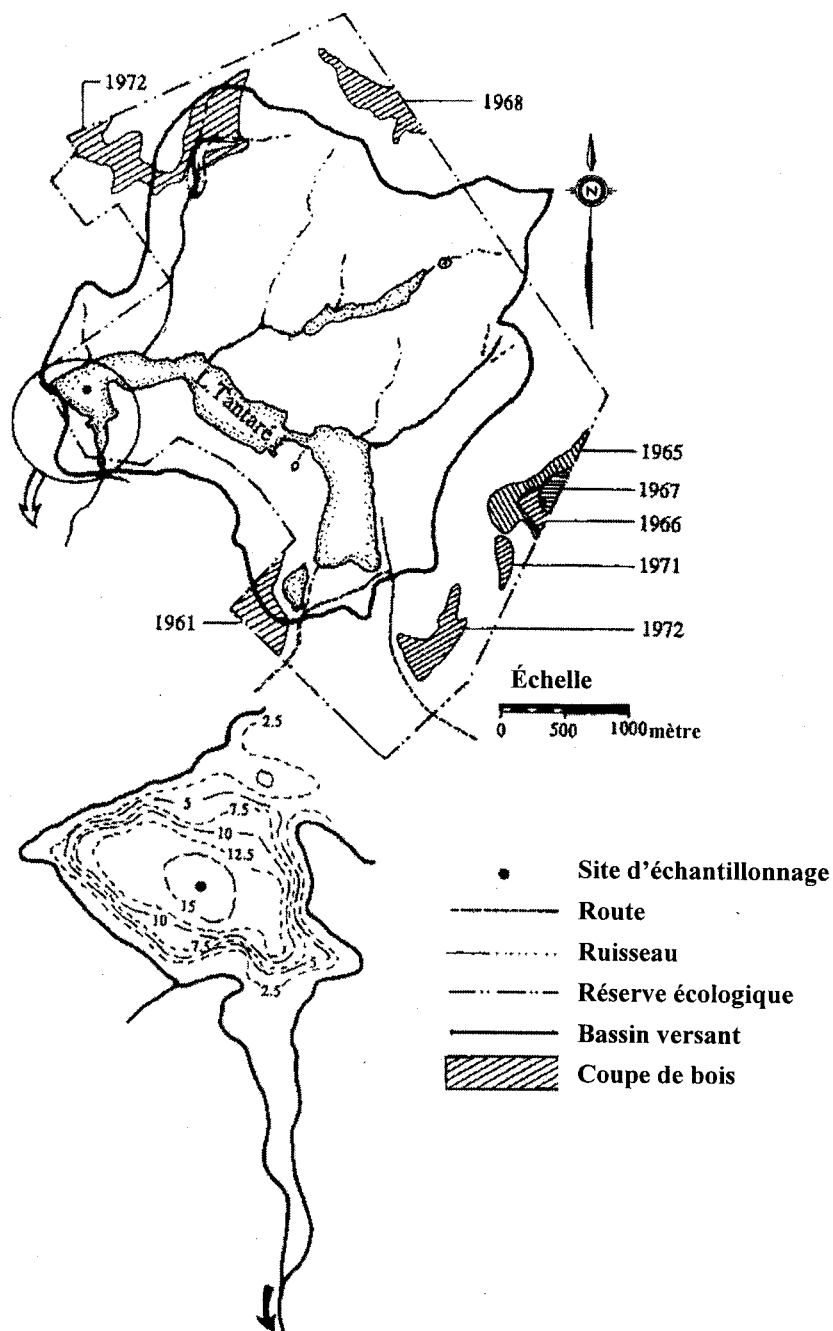 1972
1968
N
L. Tantaré
1965
1967
1966
1971
1961
1972
Échelle
0 500 1000 mètre
2.5
5
7.5
10
12.5
15
10
7.5
5
2.5
Site d'échantillonnage
Route
Ruisseau
Réserve écologique
Bassin versant
Coupe de bois